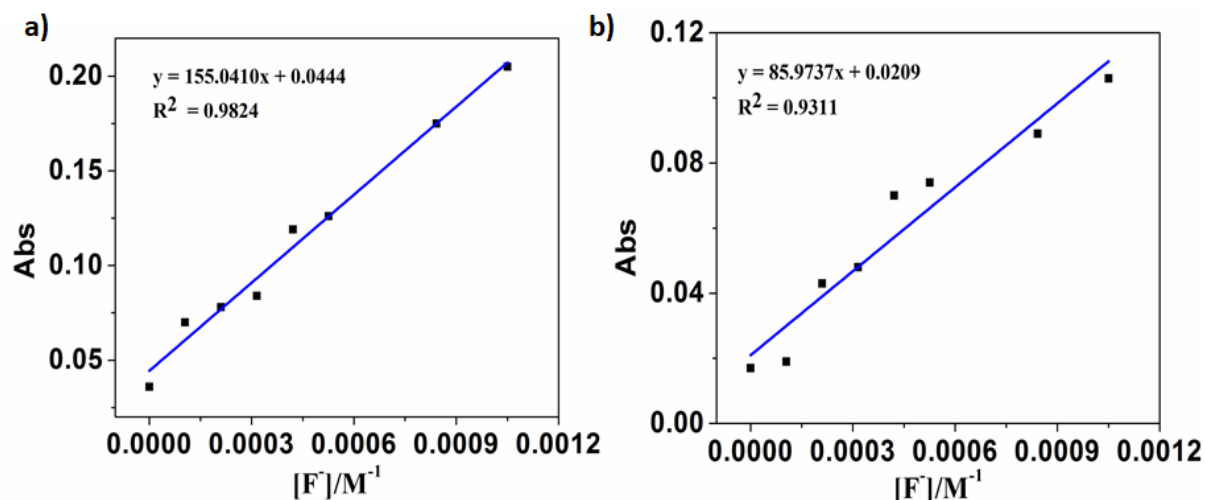 a)
y = 155.0410x + 0.0444
R² = 0.9824
0.20
0.15
0.10
0.05
Abs
0.0000 0.0003 0.0006 0.0009 0.0012
[F⁻]/M⁻¹
b)
y = 85.9737x + 0.0209
R² = 0.9311
0.12
0.08
0.04
0.00
Abs
0.0000 0.0003 0.0006 0.0009 0.0012
[F⁻]/M⁻¹